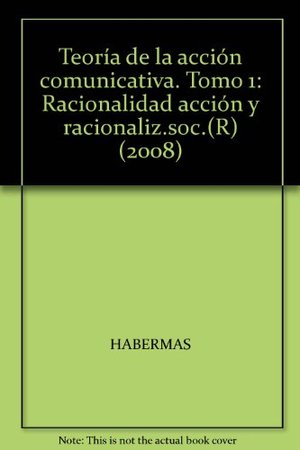 Teoría de la acción
comunicativa. Tomo 1:
Racionalidad acción y
racionaliz.soc.(R)
(2008)
HABERMAS
Note: This is not the actual book cover